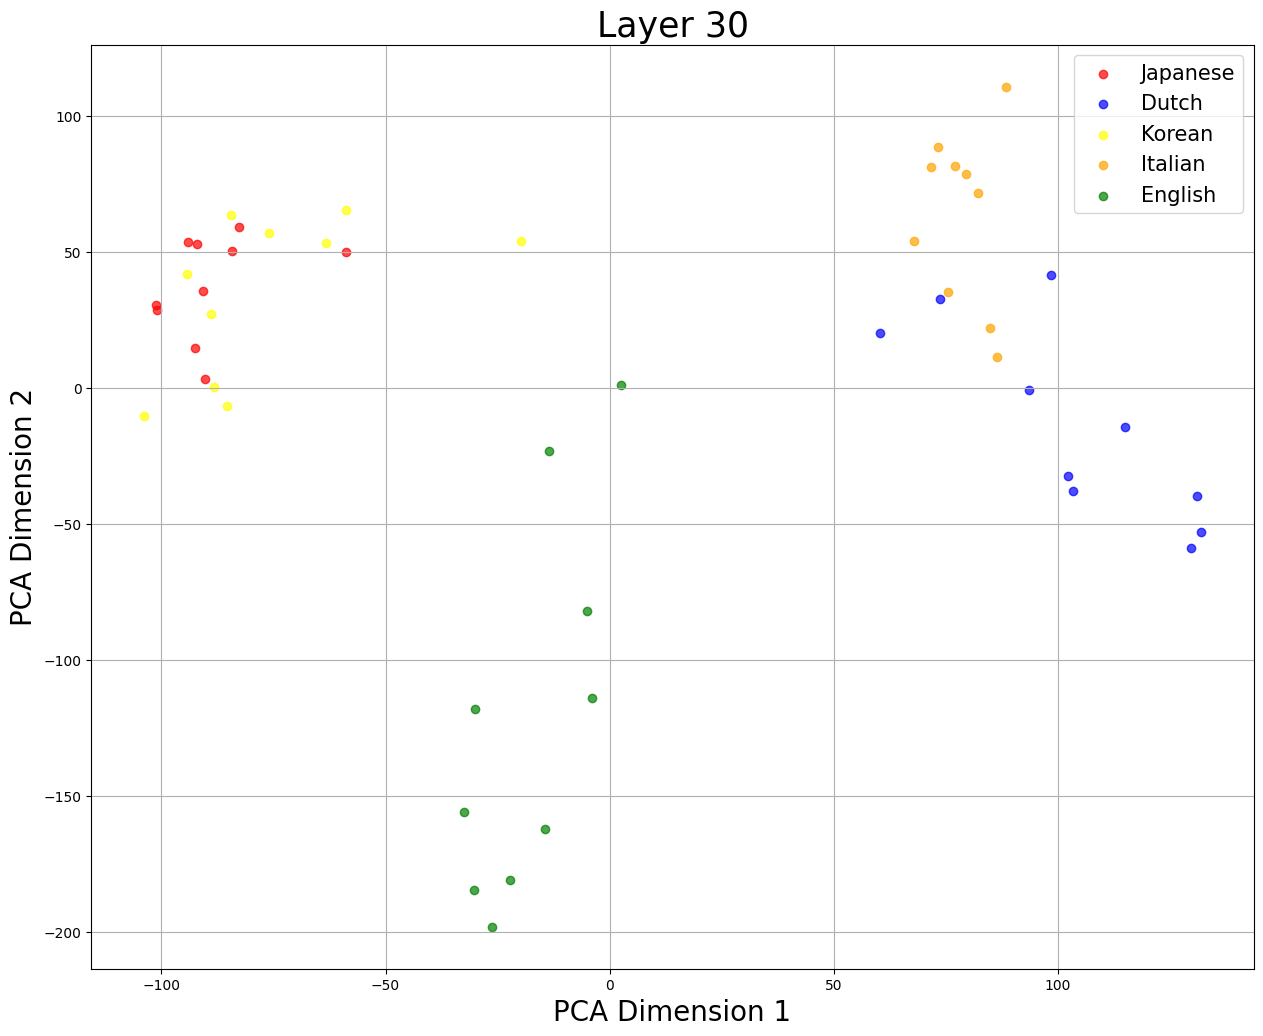 Layer 30
Japanese
Dutch
Korean
Italian
English
100
50
0
−50
−100
−150
−200
PCA Dimension 2
−100
−50
0
50
100
PCA Dimension 1